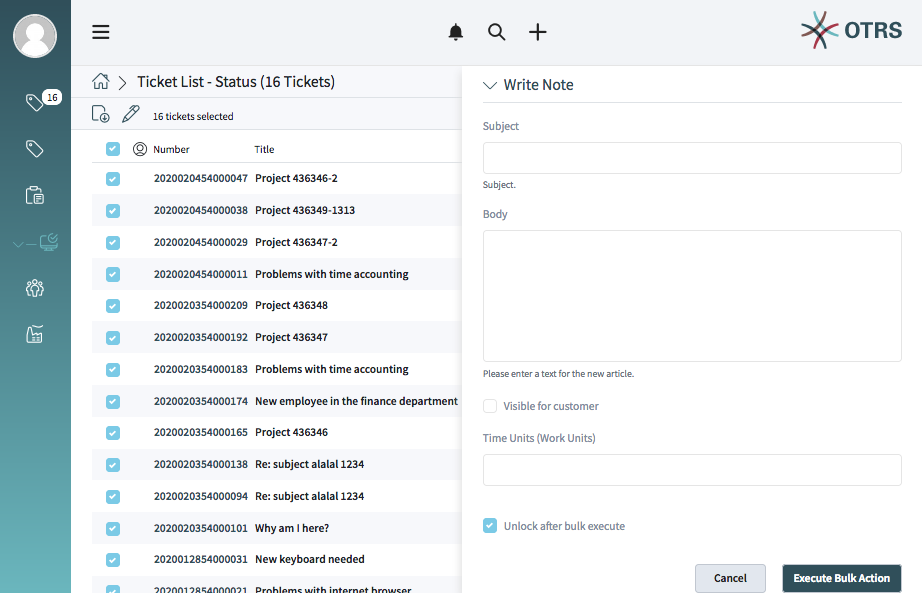 16
OTRS
Ticket List - Status (16 Tickets)
16 tickets selected
Number Title
2020020454000047 Project 436346-2
2020020454000038 Project 436349-1313
2020020454000029 Project 436347-2
2020020454000011 Problems with time accounting
2020020354000209 Project 436348
2020020354000192 Project 436347
2020020354000183 Problems with time accounting
2020020354000174 New employee in the finance department
2020020354000165 Project 436346
2020020354000138 Re: subject alalal 1234
2020020354000094 Re: subject alalal 1234
2020020354000101 Why am I here?
2020012854000031 New keyboard needed
2020012854000021 Problems with internet browser
Write Note
Subject
Subject.
Body
Please enter a text for the new article.
Visible for customer
Time Units (Work Units)
Unlock after bulk execute
Cancel Execute Bulk Action